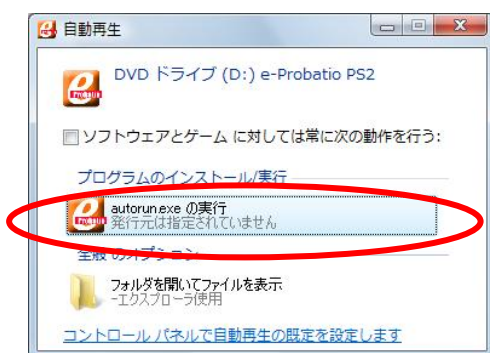 自動再生
DVD ドライブ (D:) e-Probatio PS2
ソフトウェアとゲーム に対しては常に次の動作を行う:
プログラムのインストール/実行
autorun.exe の実行
発行元は指定されていません
全般 のオプション
フォルダを開いてファイルを表示
-エクスプローラ使用
コントロール パネルで自動再生の既定を設定します